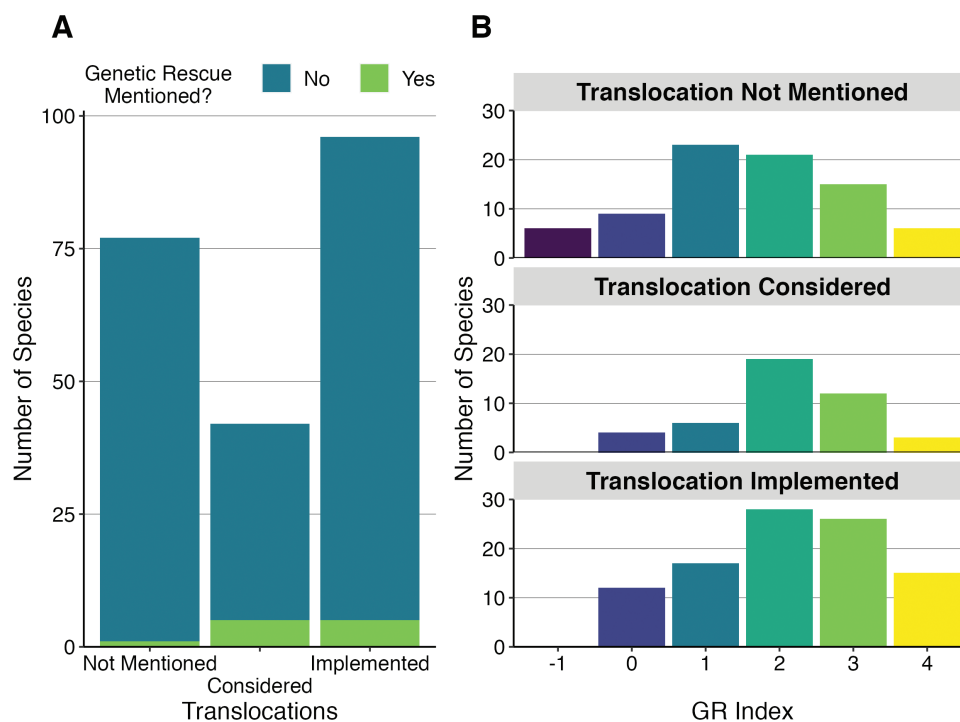 A
Genetic Rescue
Mentioned?
No
Yes
100
75
50
25
0
Number of Species
Not Mentioned
Considered
Implemented
Translocations
B
Translocation Not Mentioned
30
20
10
0
Translocation Considered
30
20
10
0
Translocation Implemented
30
20
10
0
Number of Species
-1 0 1 2 3 4
GR Index